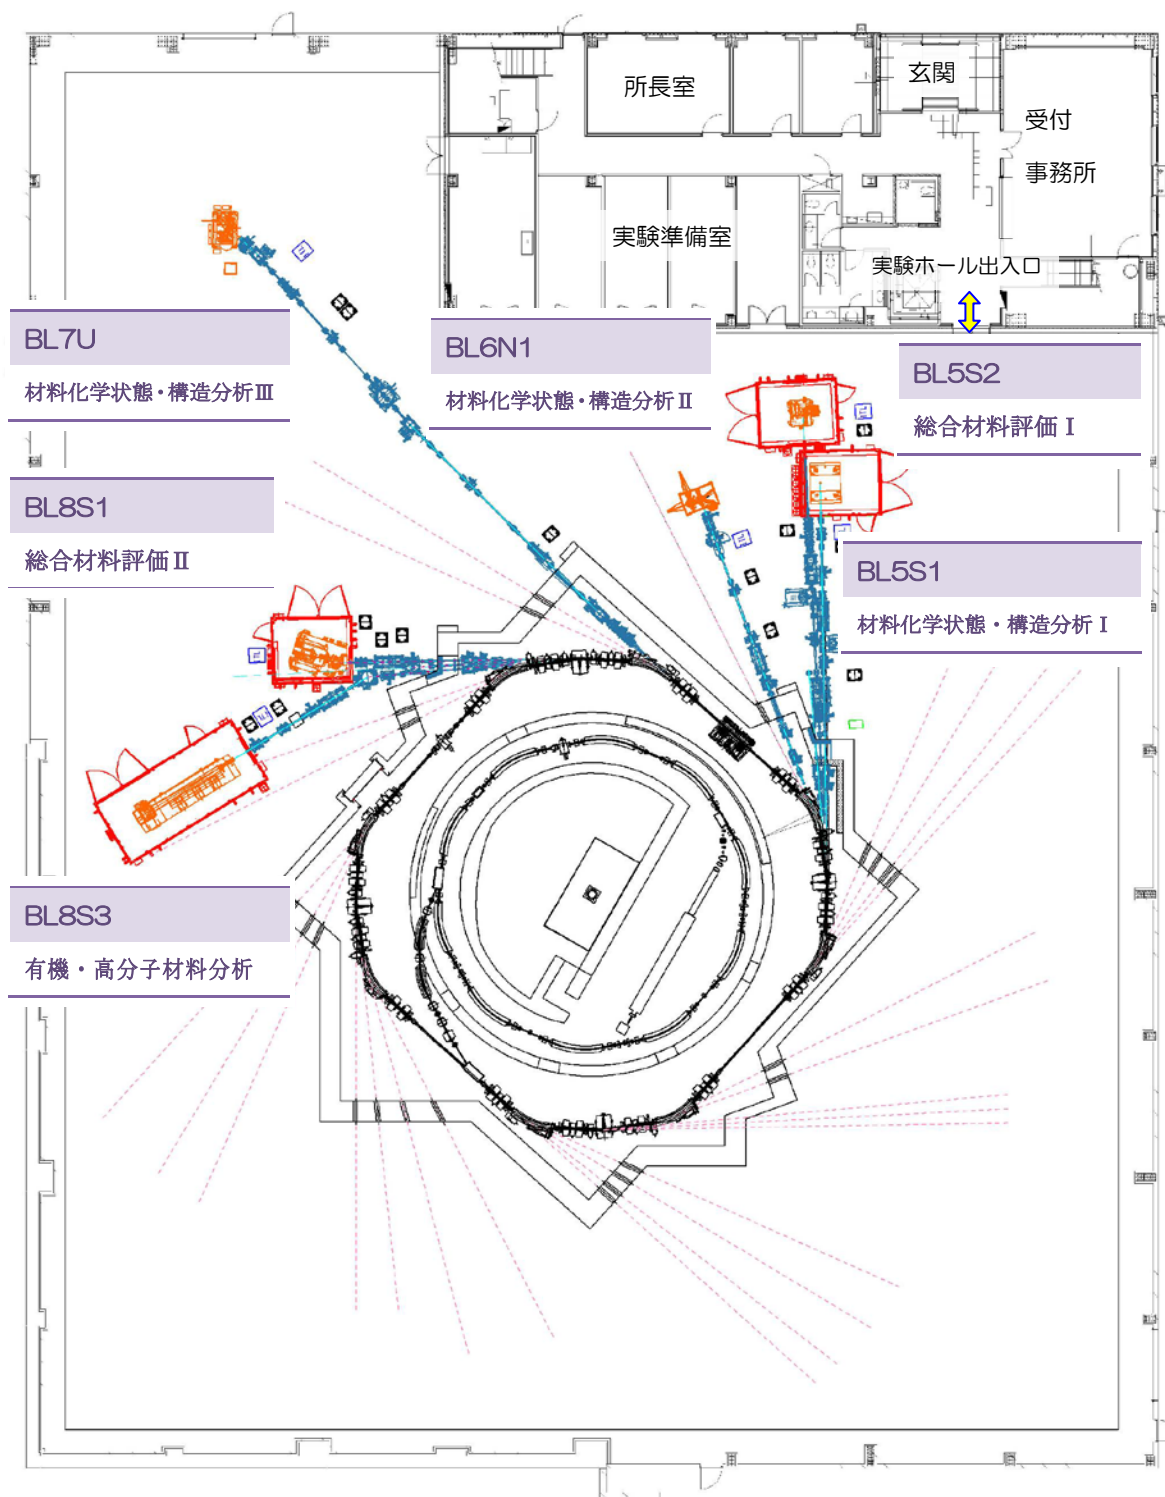 所長室
玄関
受付
事務所
実験準備室
実験ホール出入口
BL7U
材料化学状態・構造分析Ⅲ
BL6N1
材料化学状態・構造分析Ⅱ
BL5S2
総合材料評価Ⅰ
BL8S1
総合材料評価Ⅱ
BL5S1
材料化学状態・構造分析Ⅰ
BL8S3
有機・高分子材料分析